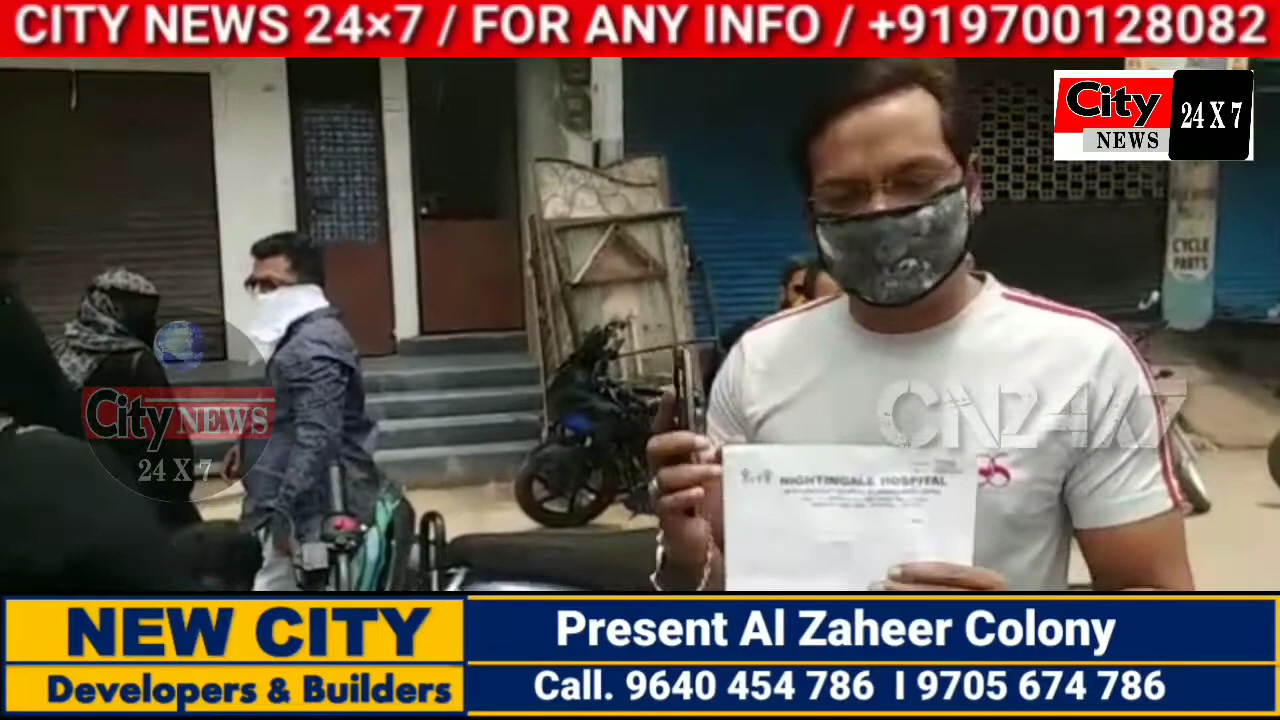 CITY NEWS 24×7 / FOR ANY INFO / +919700128082
City
NEWS
24 X 7
CYCLE
PARTS
City NEWS
24 X 7
CN24X7
NIGHTINGALE HOSPITAL
NEW CITY
Developers & Builders
Present Al Zaheer Colony
Call. 9640 454 786 I 9705 674 786